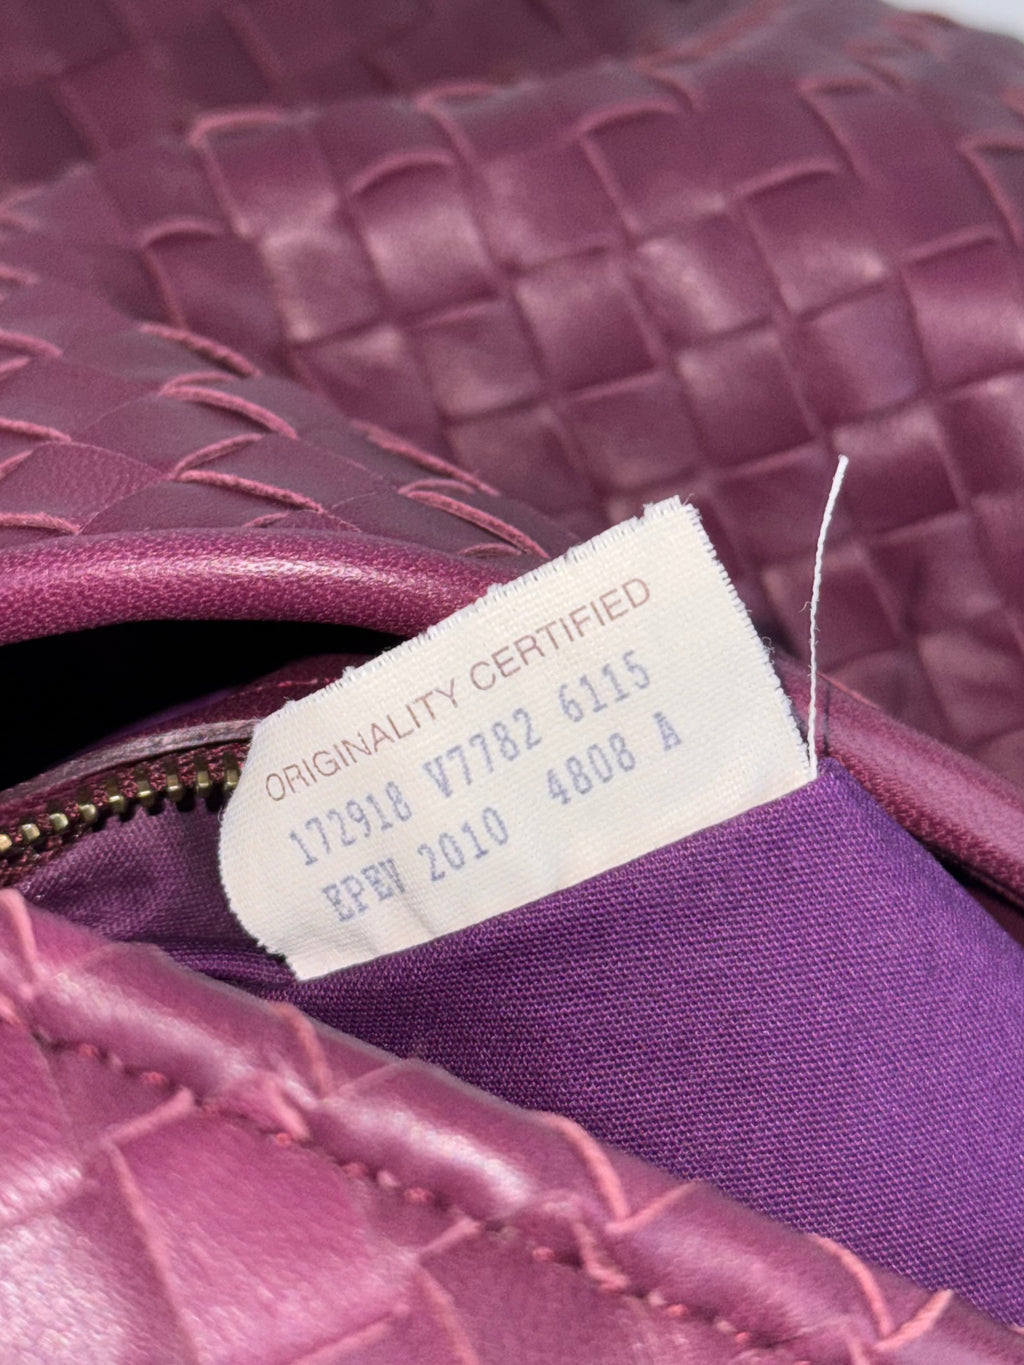 ORIGINALITY CERTIFIED
172918 V7782 6115
EPEV 2010 4808 A